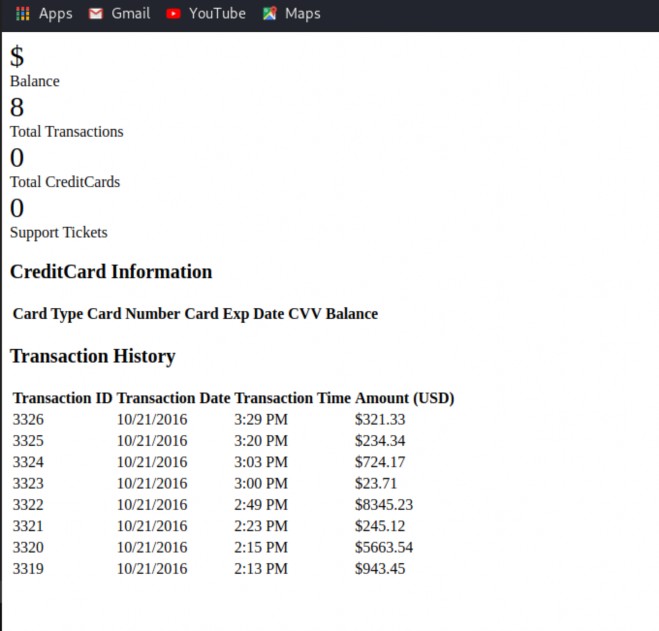 Apps Gmail YouTube Maps
$
Balance
8
Total Transactions
0
Total CreditCards
0
Support Tickets
CreditCard Information
Card Type Card Number Card Exp Date CVV Balance
Transaction History
Transaction ID Transaction Date Transaction Time Amount (USD)
3326 10/21/2016 3:29 PM $321.33
3325 10/21/2016 3:20 PM $234.34
3324 10/21/2016 3:03 PM $724.17
3323 10/21/2016 3:00 PM $23.71
3322 10/21/2016 2:49 PM $8345.23
3321 10/21/2016 2:23 PM $245.12
3320 10/21/2016 2:15 PM $5663.54
3319 10/21/2016 2:13 PM $943.45